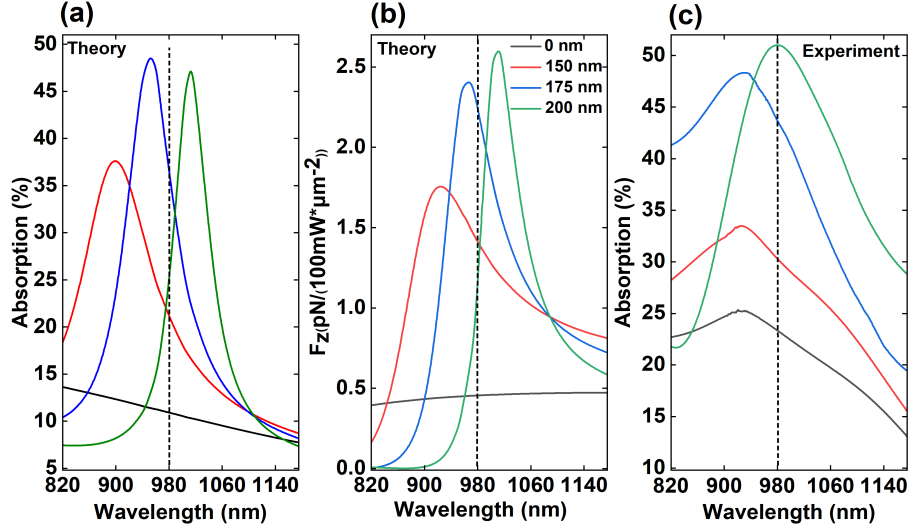 (a)
Theory
Absorption (%)
50
45
40
35
30
25
20
15
10
5
820 900 980 1060 1140
Wavelength (nm)
(b)
Theory
0 nm
150 nm
175 nm
200 nm
Fz(pN/(100mW*μm-2))
2.5
2.0
1.5
1.0
0.5
0.0
820 900 980 1060 1140
Wavelength (nm)
(c)
Experiment
Absorption (%)
50
45
40
35
30
25
20
15
10
820 900 980 1060 1140
Wavelength (nm)